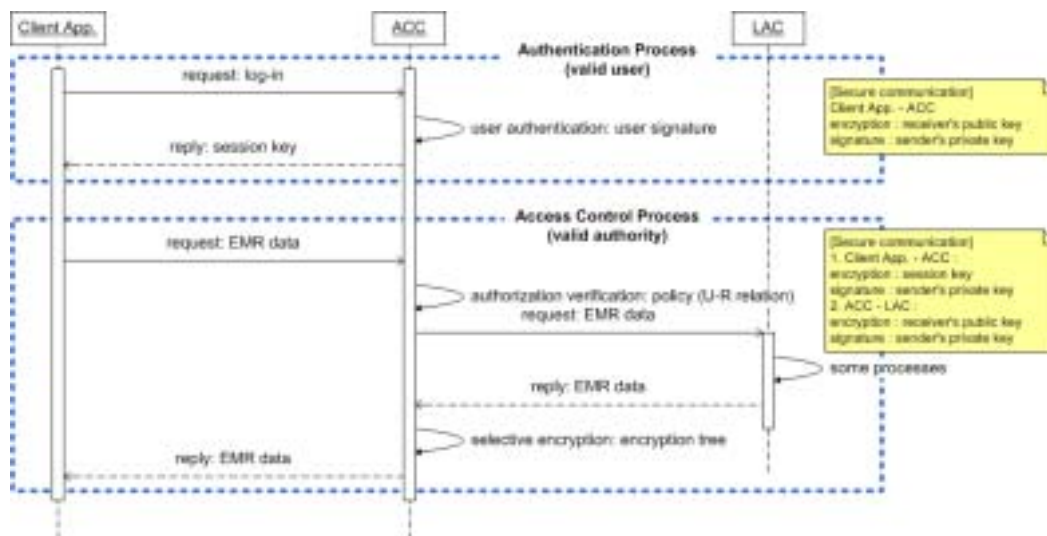 Client App.
ACC
LAC
Authentication Process
(valid user)
request: log-in
[Secure communication]
Client App. - ACC
encryption : receiver's public key
signature : sender's private key
user authentication: user signature
reply: session key
Access Control Process
(valid authority)
request: EMR data
[Secure communication]
1. Client App. - ACC :
encryption : session key
signature : sender's private key
2. ACC - LAC :
encryption : receiver's public key
signature : sender's private key
authorization verification: policy (U-R relation)
request: EMR data
some processes
reply: EMR data
selective encryption: encryption tree
reply: EMR data